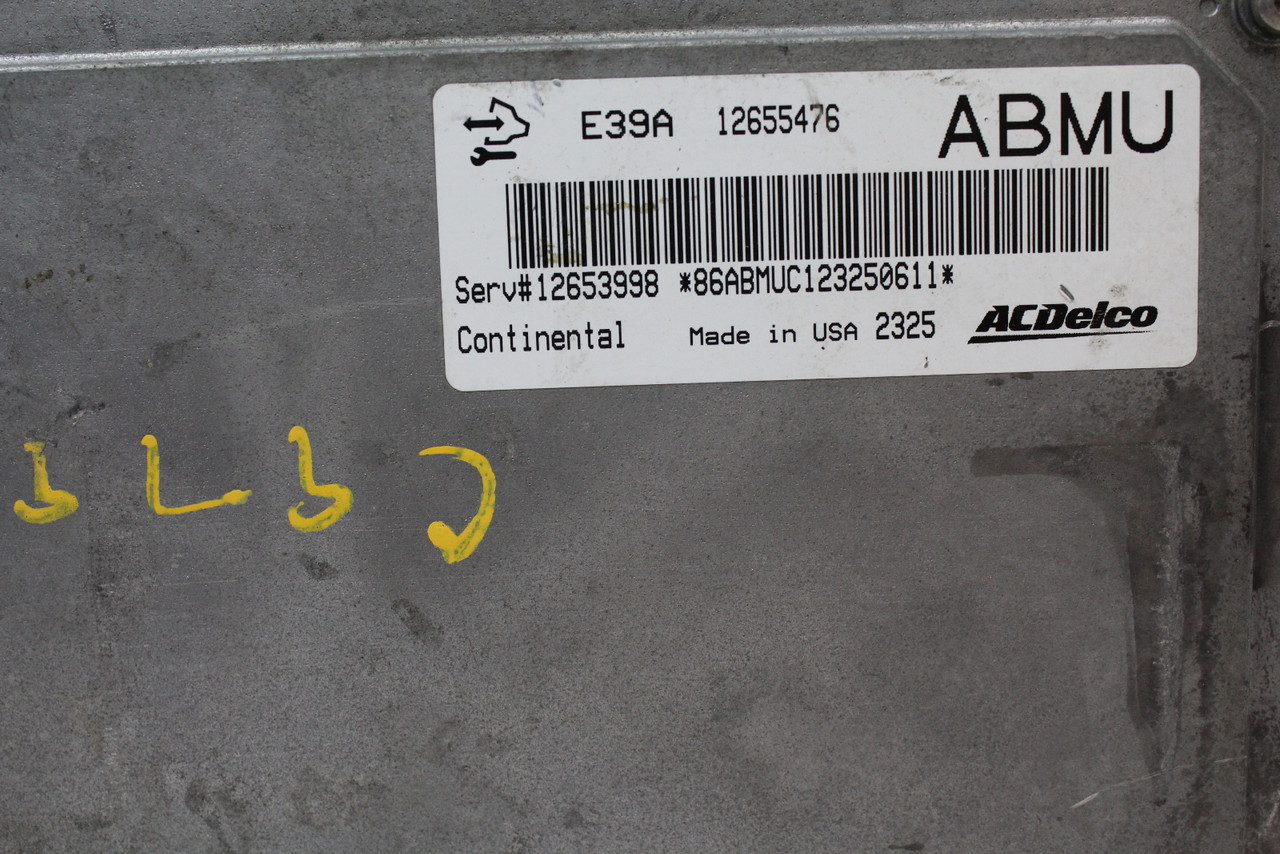 E39A 12655476 ABMU
Serv#12653998 *86ABMUC123250611*
Continental Made in USA 2325 ACDelco